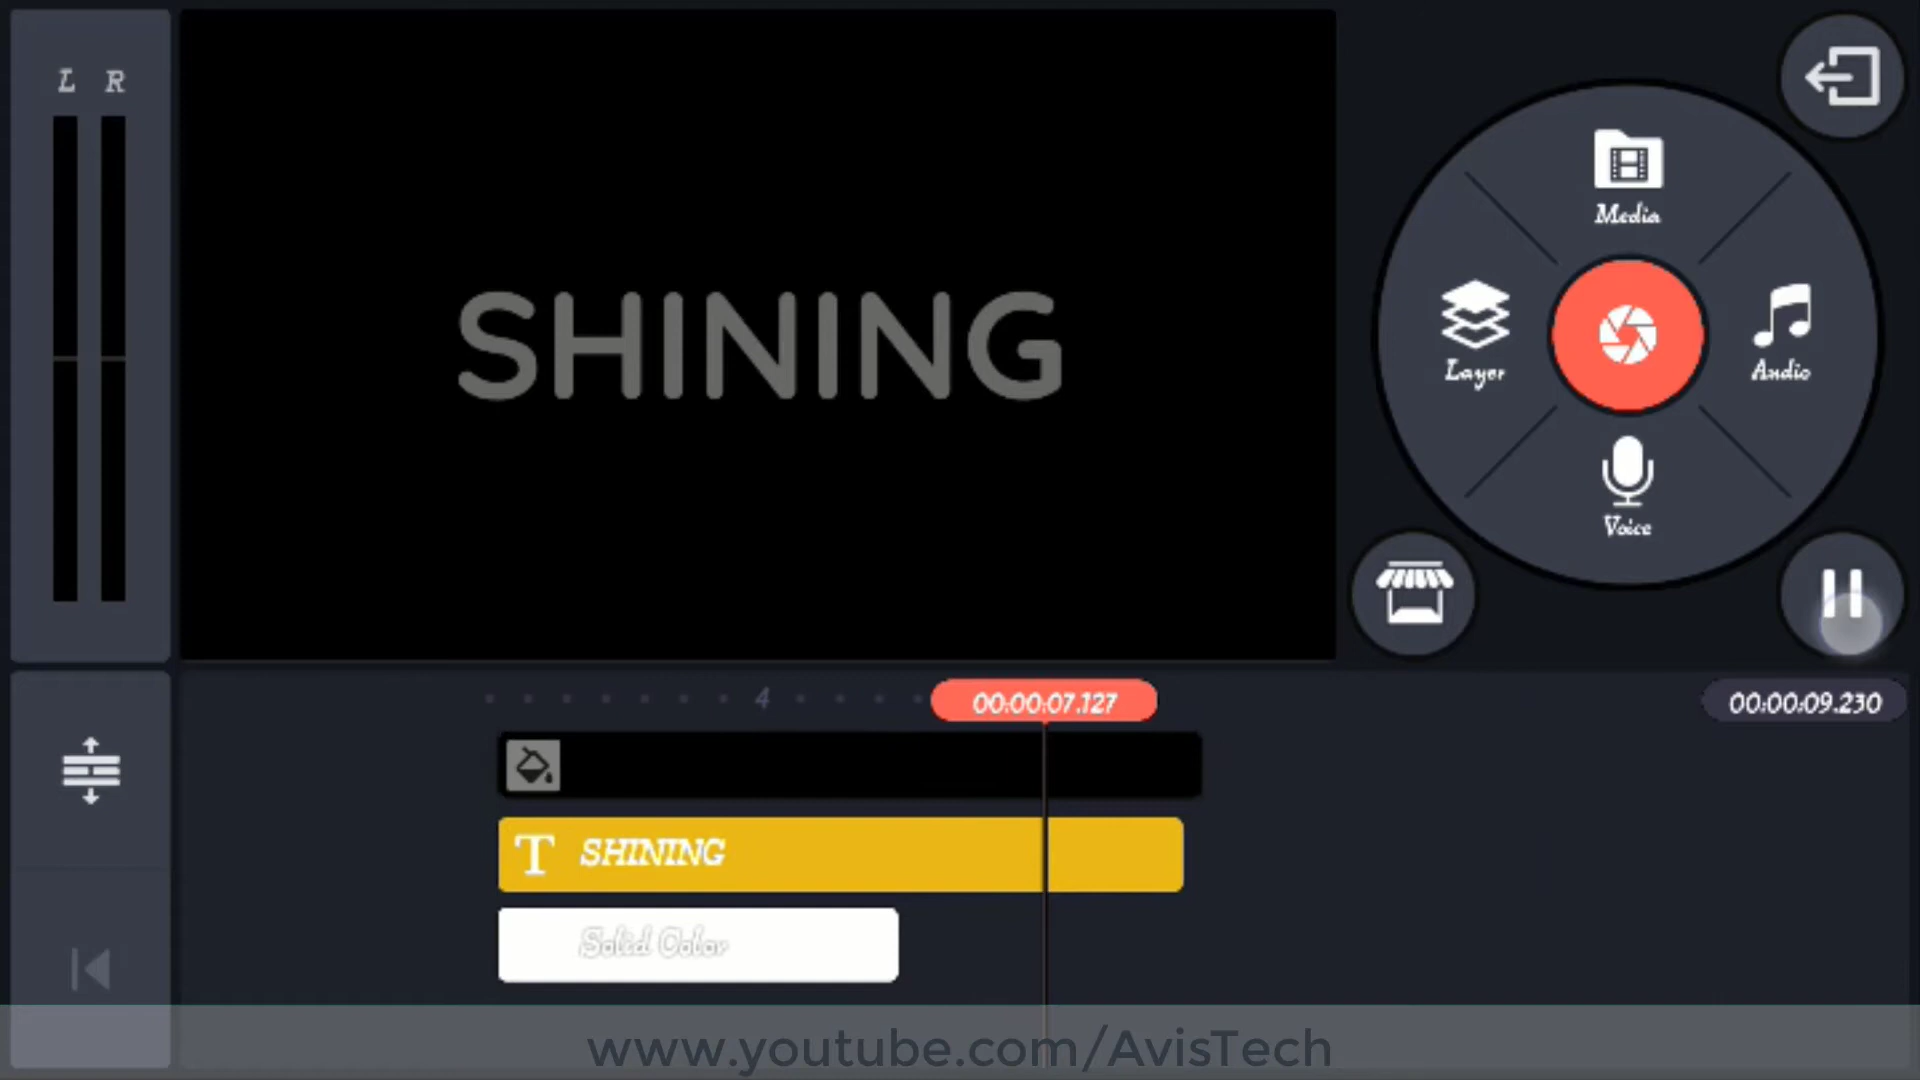 L R
SHINING
Media
Layer
Audio
Voice
4
00:00:07.127
00:00:09.230
T SHINING
Solid Color
www.youtube.com/AvisTech